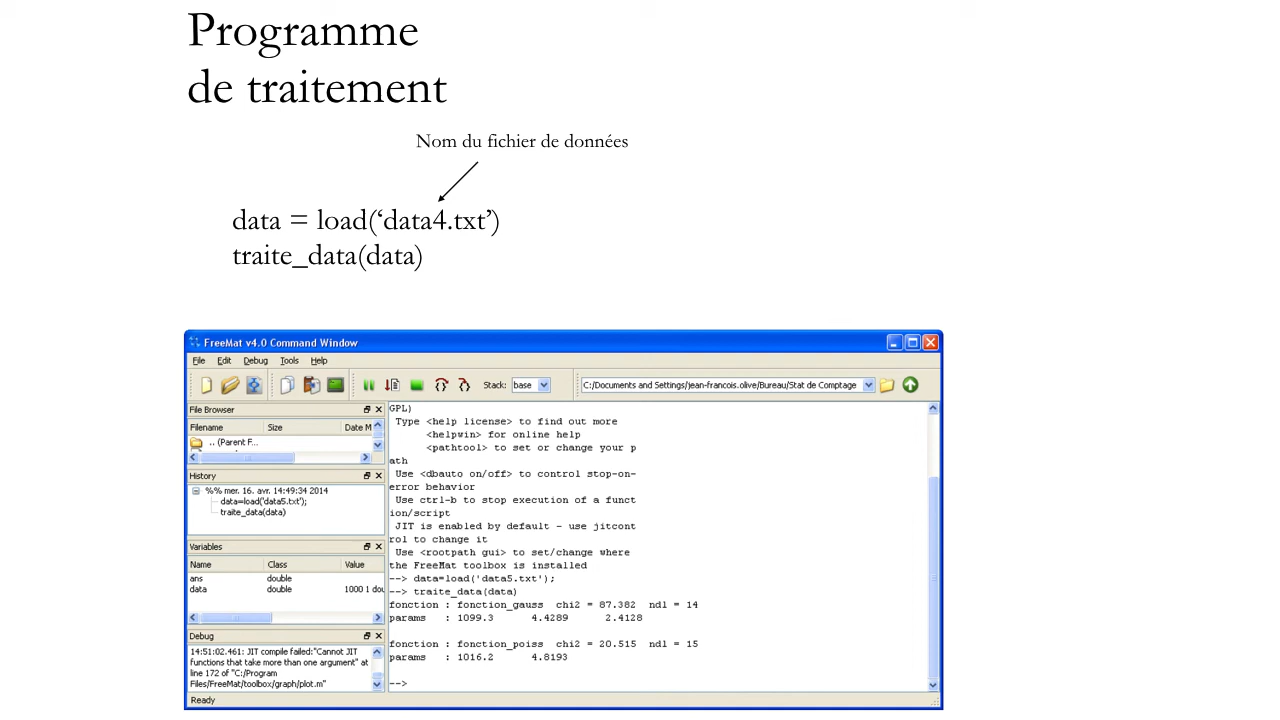 Programme
de traitement
Nom du fichier de données
data = load(‘data4.txt’)
traite_data(data)
FreeMat v4.0 Command Window
File Edit Debug Tools Help
Stack: base C:/Documents and Settings/jean-francois.olive/Bureau/Stat de Comptage
File Browser
Filename Size Date M
.. (Parent F...
History
%% mer. 16. avr. 14:49:34 2014
data=load('data5.txt');
traite_data(data)
Variables
Name Class Value
ans double
data double 1000 1 dou
Debug
14:51:02.461: JIT compile failed:"Cannot JIT
functions that take more than one argument" at
line 172 of "C:/Program
Files/FreeMat/toolbox/graph/plot.m"
GPL)
Type <help license> to find out more
<helpwin> for online help
<pathtool> to set or change your p
ath
Use <dbauto on/off> to control stop-on-
error behavior
Use ctrl-b to stop execution of a funct
ion/script
JIT is enabled by default - use jitcont
rol to change it
Use <rootpath gui> to set/change where
the FreeMat toolbox is installed
--> data=load('data5.txt');
--> traite_data(data)
fonction : fonction_gauss chi2 = 87.382 ndl = 14
params : 1099.3 4.4289 2.4128
fonction : fonction_poiss chi2 = 20.515 ndl = 15
params : 1016.2 4.8193
-->
Ready